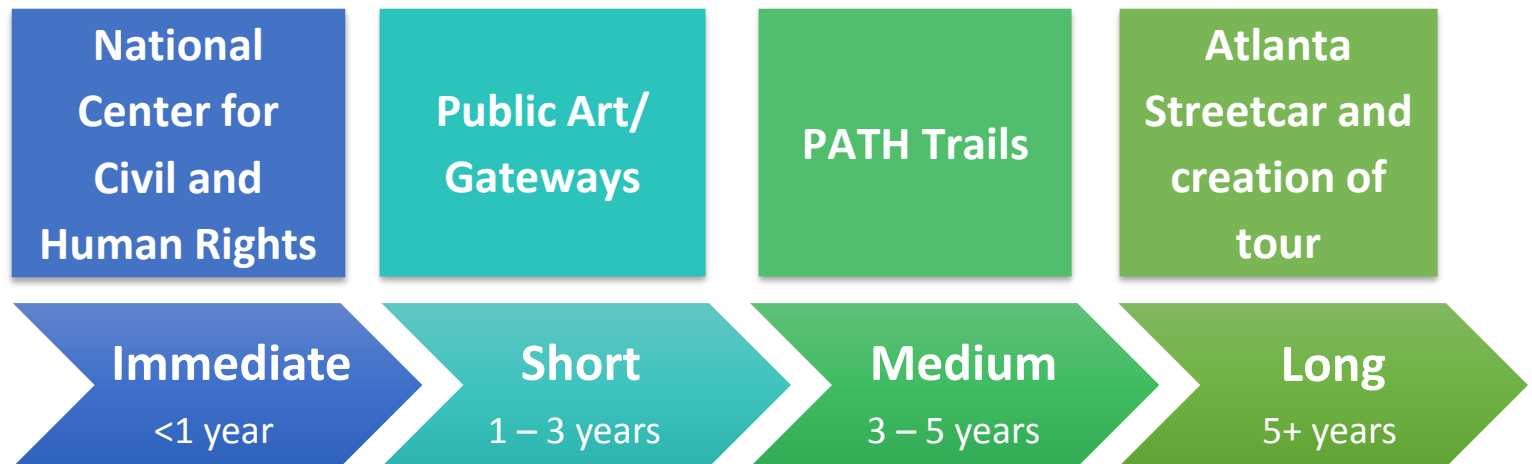 National
Center for
Civil and
Human Rights
Public Art/
Gateways
PATH Trails
Atlanta
Streetcar and
creation of
tour
Immediate
<1 year
Short
1 – 3 years
Medium
3 – 5 years
Long
5+ years